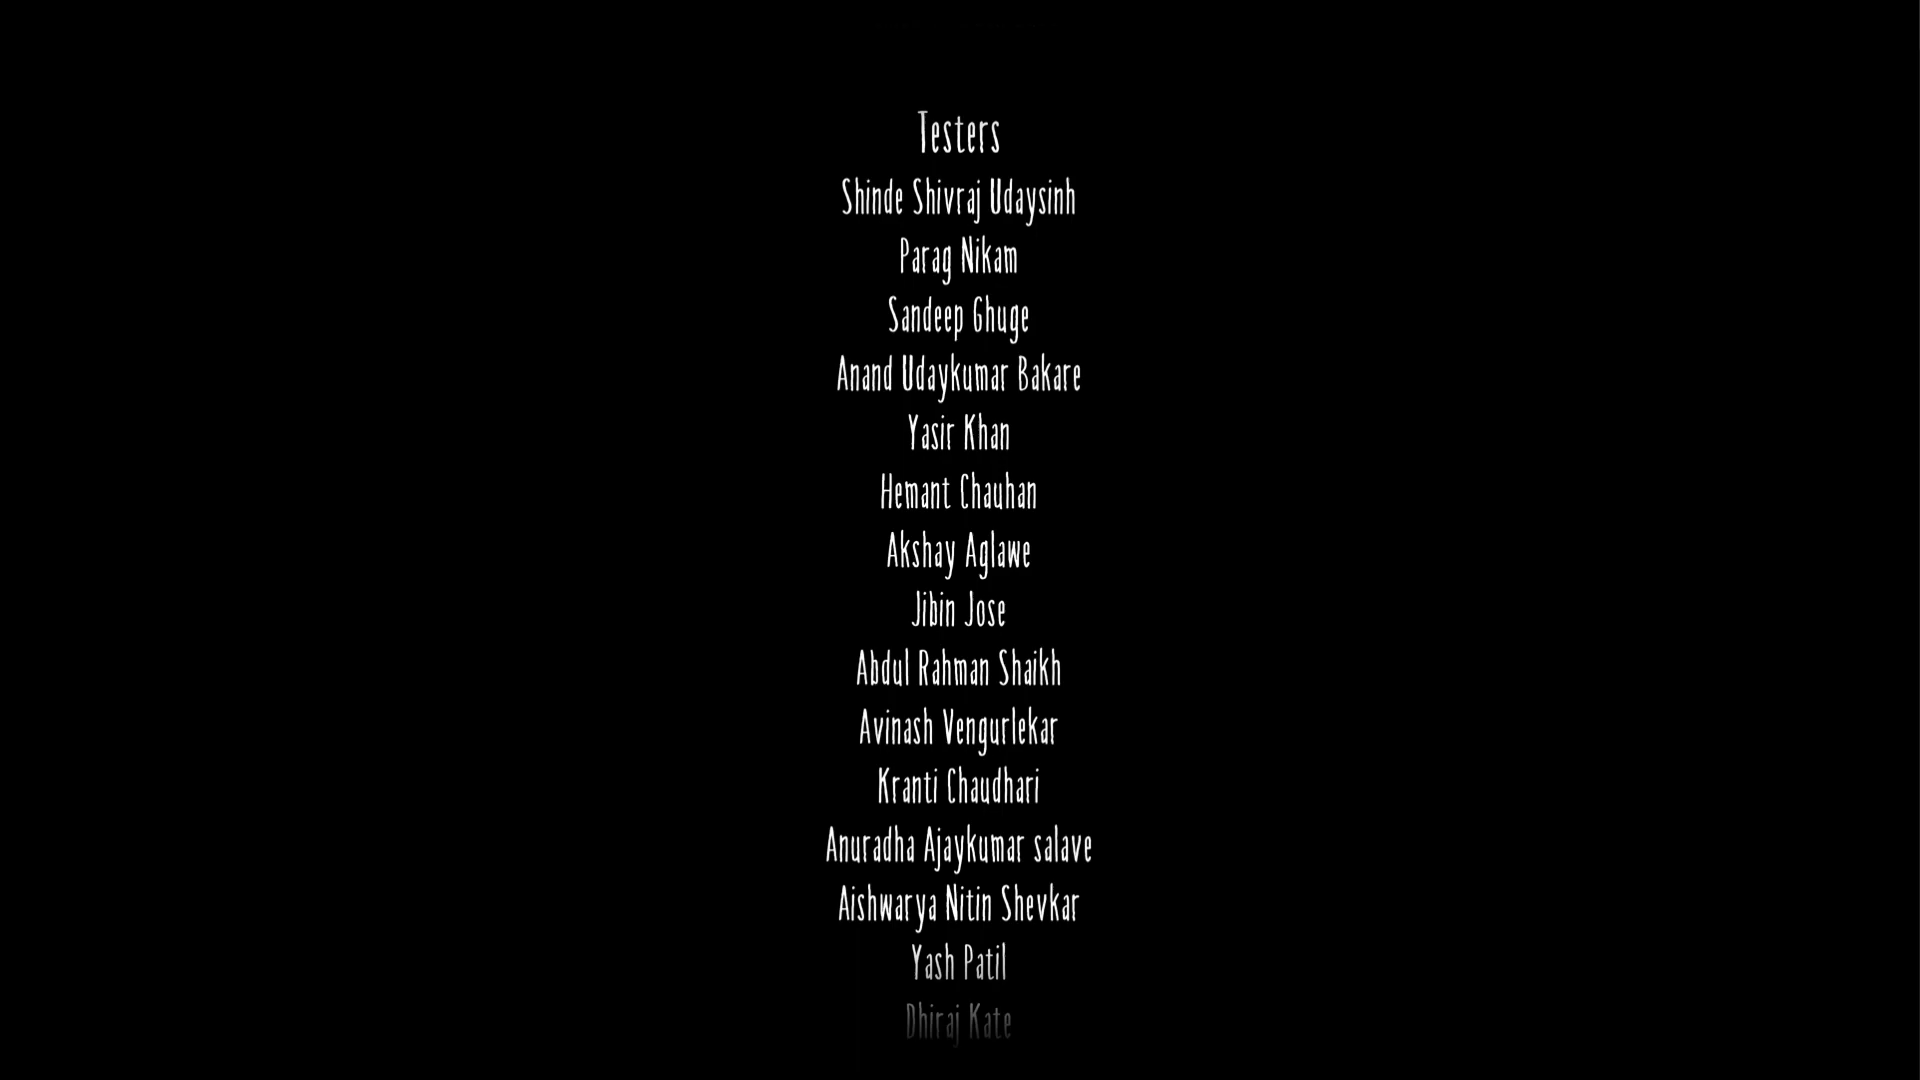 Testers
Shinde Shivraj Udaysinh
Parag Nikam
Sandeep Ghuge
Anand Udaykumar Bakare
Yasir Khan
Hemant Chauhan
Akshay Aglawe
Jibin Jose
Abdul Rahman Shaikh
Avinash Vengurlekar
Kranti Chaudhari
Anuradha Ajaykumar salave
Aishwarya Nitin Shevkar
Yash Patil
Dhiraj Kate